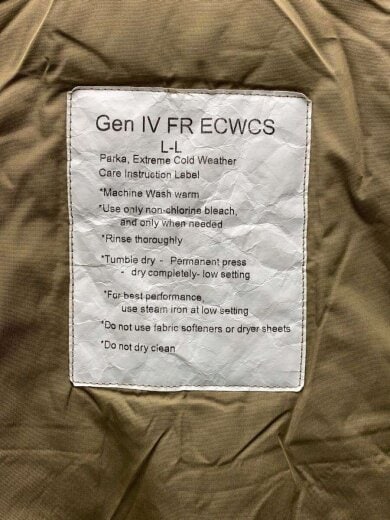 Gen IV FR ECWCS
L-L
Parka, Extreme Cold Weather
Care Instruction Label
*Machine Wash warm
*Use only non-chlorine bleach,
and only when needed
*Rinse thoroughly
*Tumble dry - Permanent press
- dry completely- low setting
*For best performance,
use steam iron at low setting
*Do not use fabric softeners or dryer sheets
*Do not dry clean